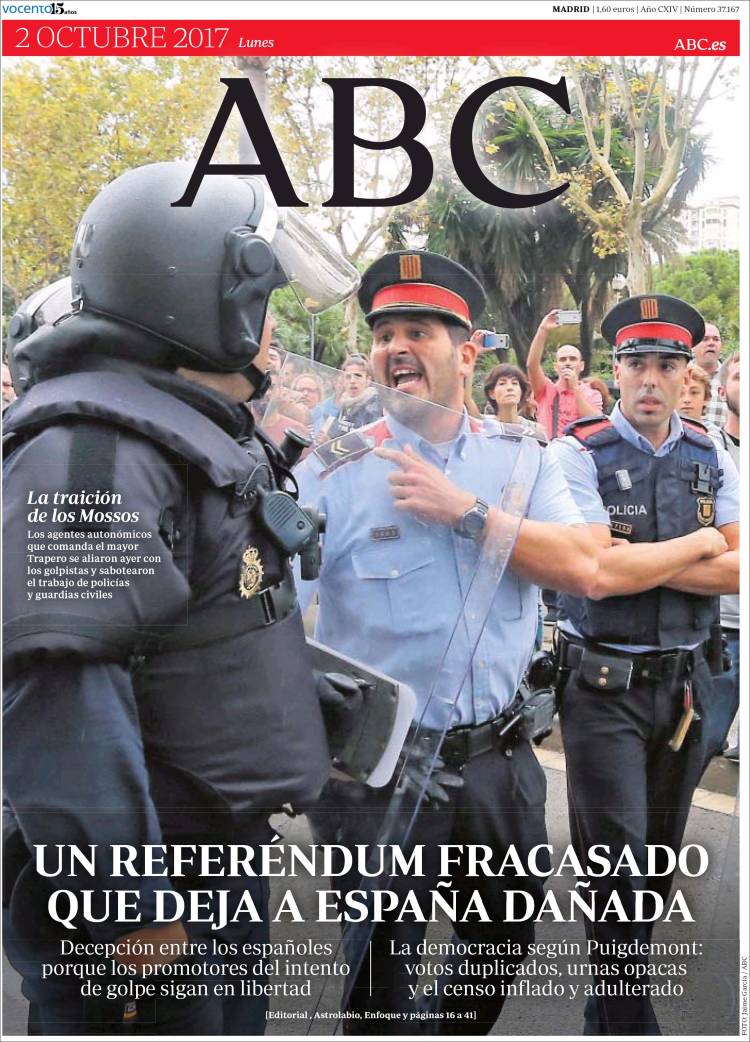 vocento 15 años
MADRID | 1,60 euros | Año CXIV | Número 37.167
2 OCTUBRE 2017 Lunes
ABC.es
ABC
La traición
de los Mossos
Los agentes autonómicos
que comanda el mayor
Trapero se aliaron ayer con
los golpistas y sabotearon
el trabajo de policías
y guardias civiles
POLICIA
UN REFERÉNDUM FRACASADO
QUE DEJA A ESPAÑA DAÑADA
Decepción entre los españoles
porque los promotores del intento
de golpe sigan en libertad
La democracia según Puigdemont:
votos duplicados, urnas opacas
y el censo inflado y adulterado
[Editorial , Astrolabio, Enfoque y páginas 16 a 41]
FOTO: Jaime García / ABC